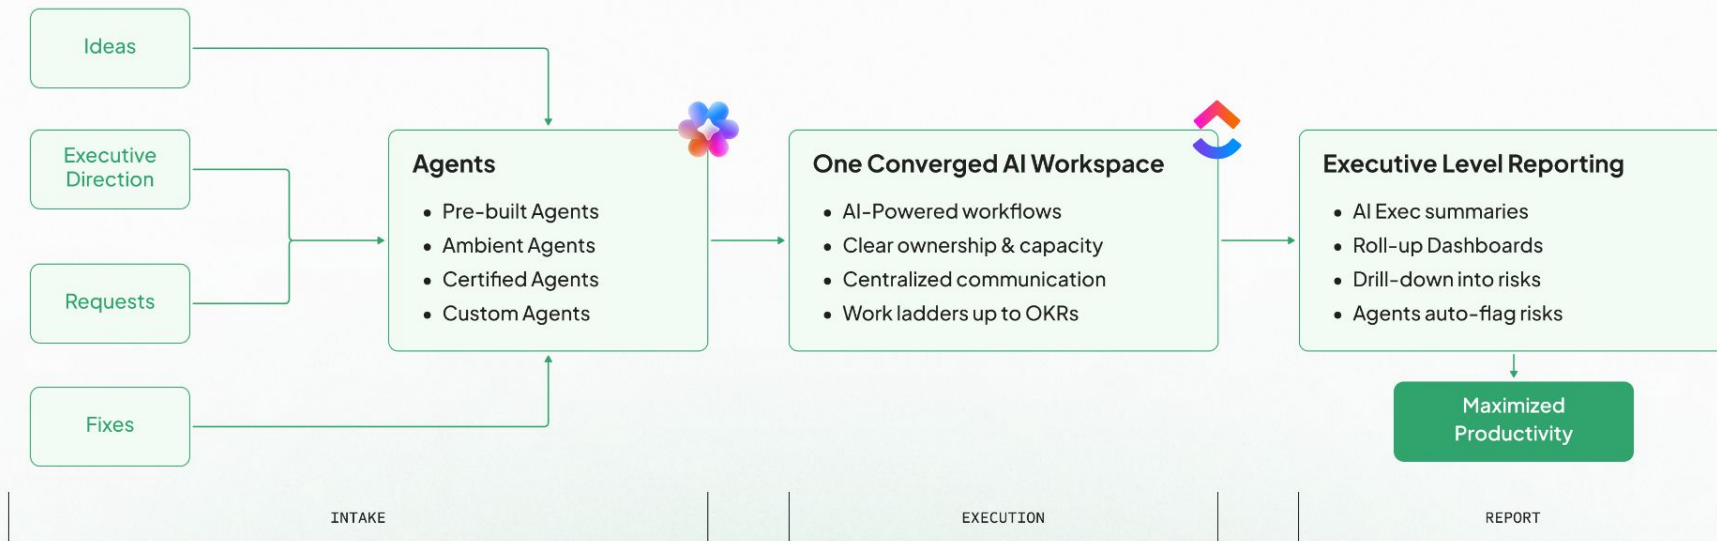 Ideas
Executive
Direction
Requests
Fixes
Agents
• Pre-built Agents
• Ambient Agents
• Certified Agents
• Custom Agents
One Converged AI Workspace
• AI-Powered workflows
• Clear ownership & capacity
• Centralized communication
• Work ladders up to OKRs
Executive Level Reporting
• AI Exec summaries
• Roll-up Dashboards
• Drill-down into risks
• Agents auto-flag risks
Maximized
Productivity
INTAKE
EXECUTION
REPORT